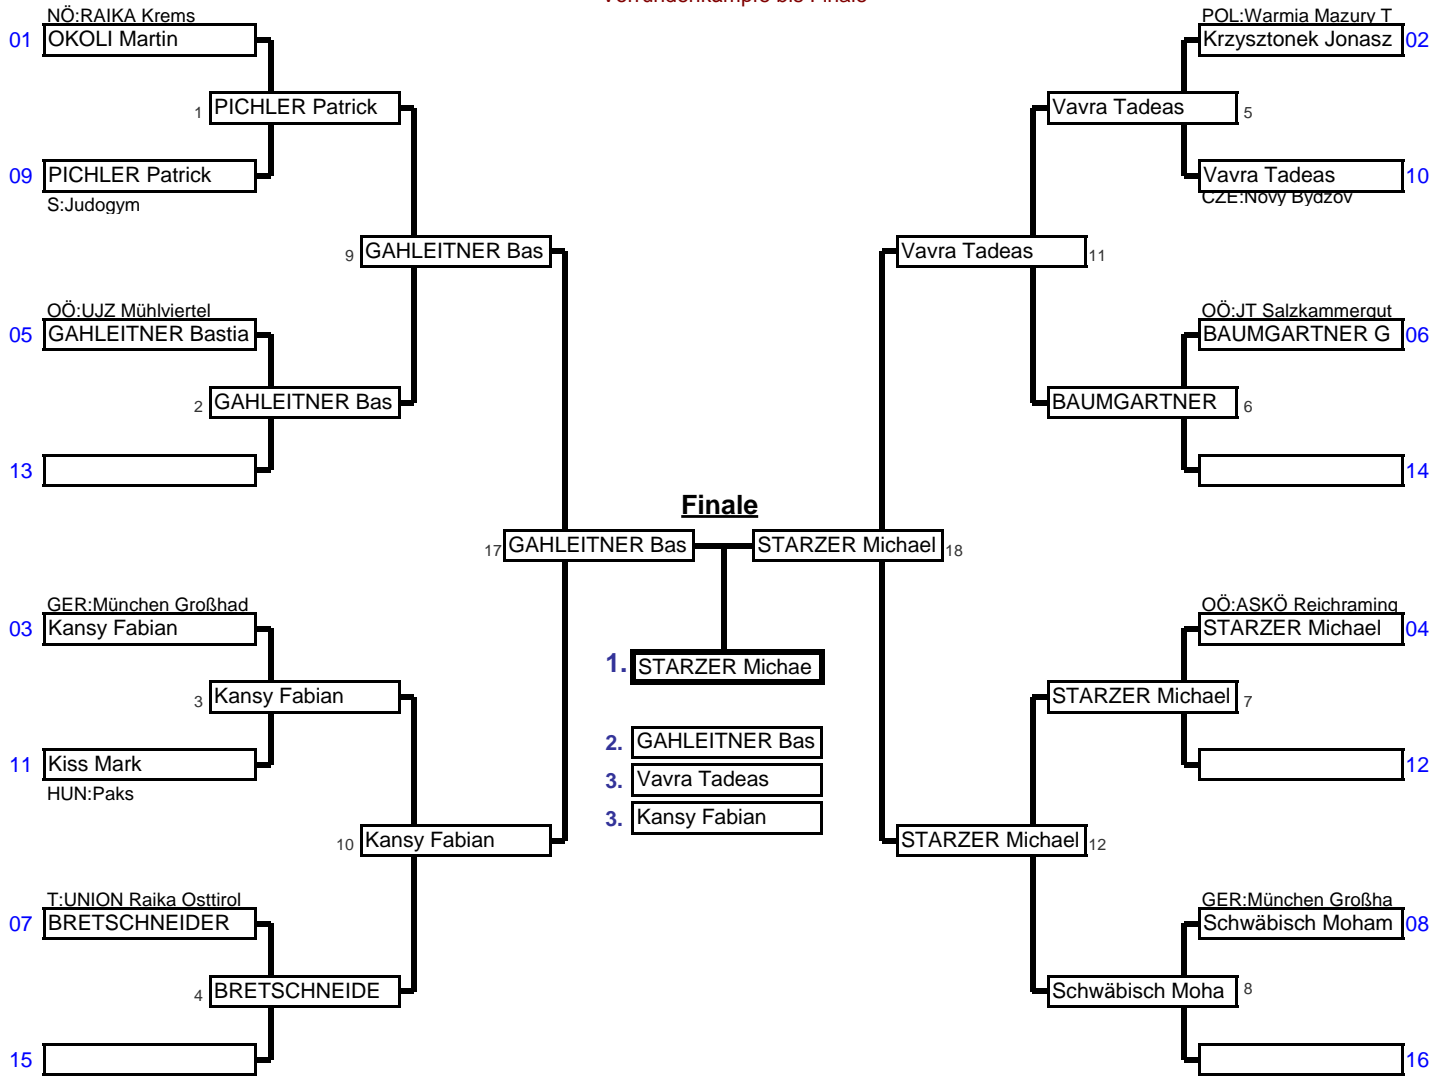 Vorrundenkämpfe bis Finale
NÖ:RAIKA Krems
01 OKOLI Martin
1 PICHLER Patrick
09 PICHLER Patrick
S:Judogym
9 GAHLEITNER Bas
OÖ:UJZ Mühlviertel
05 GAHLEITNER Bastia
2 GAHLEITNER Bas
13
17 GAHLEITNER Bas
GER:München Großhad
03 Kansy Fabian
3 Kansy Fabian
11 Kiss Mark
HUN:Paks
10 Kansy Fabian
T:UNION Raika Osttirol
07 BRETSCHNEIDER
4 BRETSCHNEIDE
15
Finale
1. STARZER Michae
2. GAHLEITNER Bas
3. Vavra Tadeas
3. Kansy Fabian
POL:Warmia Mazury T
Krzysztonek Jonasz 02
Vavra Tadeas 5
Vavra Tadeas 10
CZE:Novy Bydzov
Vavra Tadeas 11
OÖ:JT Salzkammergut
BAUMGARTNER G 06
BAUMGARTNER 6
14
STARZER Michael 18
OÖ:ASKÖ Reichraming
STARZER Michael 04
STARZER Michael 7
12
STARZER Michael 12
GER:München Großha
Schwäbisch Moham 08
Schwäbisch Moha 8
16